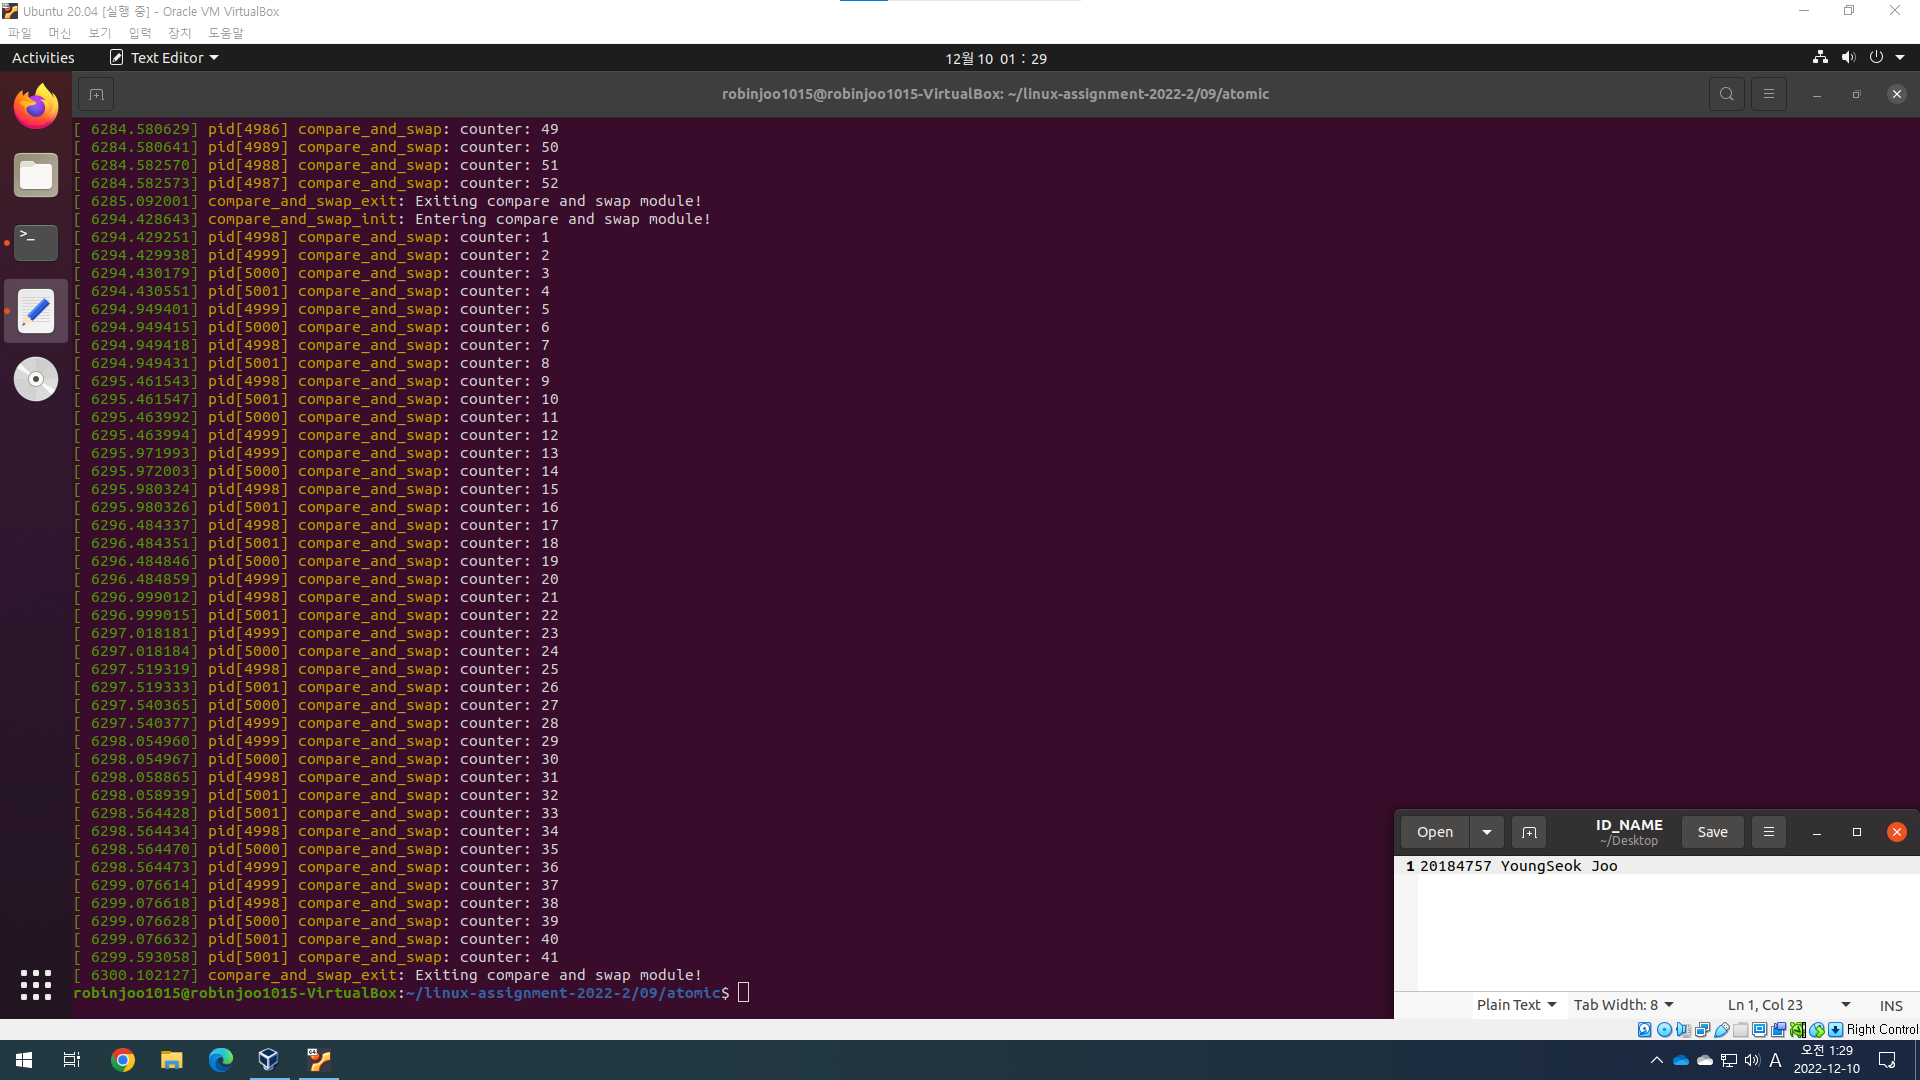 Ubuntu 20.04 [실행 중] - Oracle VM VirtualBox
파일 머신 보기 입력 장치 도움말
Activities Text Editor 12월 10 01 : 29
robinjoo1015@robinjoo1015-VirtualBox: ~/linux-assignment-2022-2/09/atomic
[ 6284.580629] pid[4986] compare_and_swap: counter: 49
[ 6284.580641] pid[4989] compare_and_swap: counter: 50
[ 6284.582570] pid[4988] compare_and_swap: counter: 51
[ 6284.582573] pid[4987] compare_and_swap: counter: 52
[ 6285.092001] compare_and_swap_exit: Exiting compare and swap module!
[ 6294.428643] compare_and_swap_init: Entering compare and swap module!
[ 6294.429251] pid[4998] compare_and_swap: counter: 1
[ 6294.429938] pid[4999] compare_and_swap: counter: 2
[ 6294.430179] pid[5000] compare_and_swap: counter: 3
[ 6294.430551] pid[5001] compare_and_swap: counter: 4
[ 6294.949401] pid[4999] compare_and_swap: counter: 5
[ 6294.949415] pid[5000] compare_and_swap: counter: 6
[ 6294.949418] pid[4998] compare_and_swap: counter: 7
[ 6294.949431] pid[5001] compare_and_swap: counter: 8
[ 6295.461543] pid[4998] compare_and_swap: counter: 9
[ 6295.461547] pid[5001] compare_and_swap: counter: 10
[ 6295.463992] pid[5000] compare_and_swap: counter: 11
[ 6295.463994] pid[4999] compare_and_swap: counter: 12
[ 6295.971993] pid[4999] compare_and_swap: counter: 13
[ 6295.972003] pid[5000] compare_and_swap: counter: 14
[ 6295.980324] pid[4998] compare_and_swap: counter: 15
[ 6295.980326] pid[5001] compare_and_swap: counter: 16
[ 6296.484337] pid[4998] compare_and_swap: counter: 17
[ 6296.484351] pid[5001] compare_and_swap: counter: 18
[ 6296.484846] pid[5000] compare_and_swap: counter: 19
[ 6296.484859] pid[4999] compare_and_swap: counter: 20
[ 6296.999012] pid[4998] compare_and_swap: counter: 21
[ 6296.999015] pid[5001] compare_and_swap: counter: 22
[ 6297.018181] pid[4999] compare_and_swap: counter: 23
[ 6297.018184] pid[5000] compare_and_swap: counter: 24
[ 6297.519319] pid[4998] compare_and_swap: counter: 25
[ 6297.519333] pid[5001] compare_and_swap: counter: 26
[ 6297.540365] pid[5000] compare_and_swap: counter: 27
[ 6297.540377] pid[4999] compare_and_swap: counter: 28
[ 6298.054960] pid[4999] compare_and_swap: counter: 29
[ 6298.054967] pid[5000] compare_and_swap: counter: 30
[ 6298.058865] pid[4998] compare_and_swap: counter: 31
[ 6298.058939] pid[5001] compare_and_swap: counter: 32
[ 6298.564428] pid[5001] compare_and_swap: counter: 33
[ 6298.564434] pid[4998] compare_and_swap: counter: 34
[ 6298.564470] pid[5000] compare_and_swap: counter: 35
[ 6298.564473] pid[4999] compare_and_swap: counter: 36
[ 6299.076614] pid[4999] compare_and_swap: counter: 37
[ 6299.076618] pid[4998] compare_and_swap: counter: 38
[ 6299.076628] pid[5000] compare_and_swap: counter: 39
[ 6299.076632] pid[5001] compare_and_swap: counter: 40
[ 6299.593058] pid[5001] compare_and_swap: counter: 41
[ 6300.102127] compare_and_swap_exit: Exiting compare and swap module!
robinjoo1015@robinjoo1015-VirtualBox:~/linux-assignment-2022-2/09/atomic$
Open ID_NAME Save
~/Desktop
1 20184757 YoungSeok Joo
Plain Text Tab Width: 8 Ln 1, Col 23 INS
Right Control
A 오전 1:29
2022-12-10